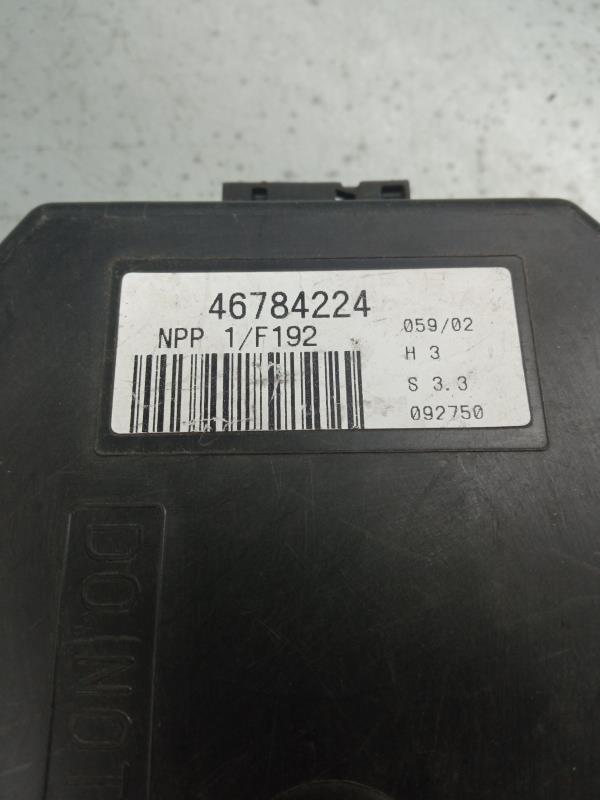 46784224
NPP 1/F192
059/02
H 3
S 3.3
092750
DO NOT